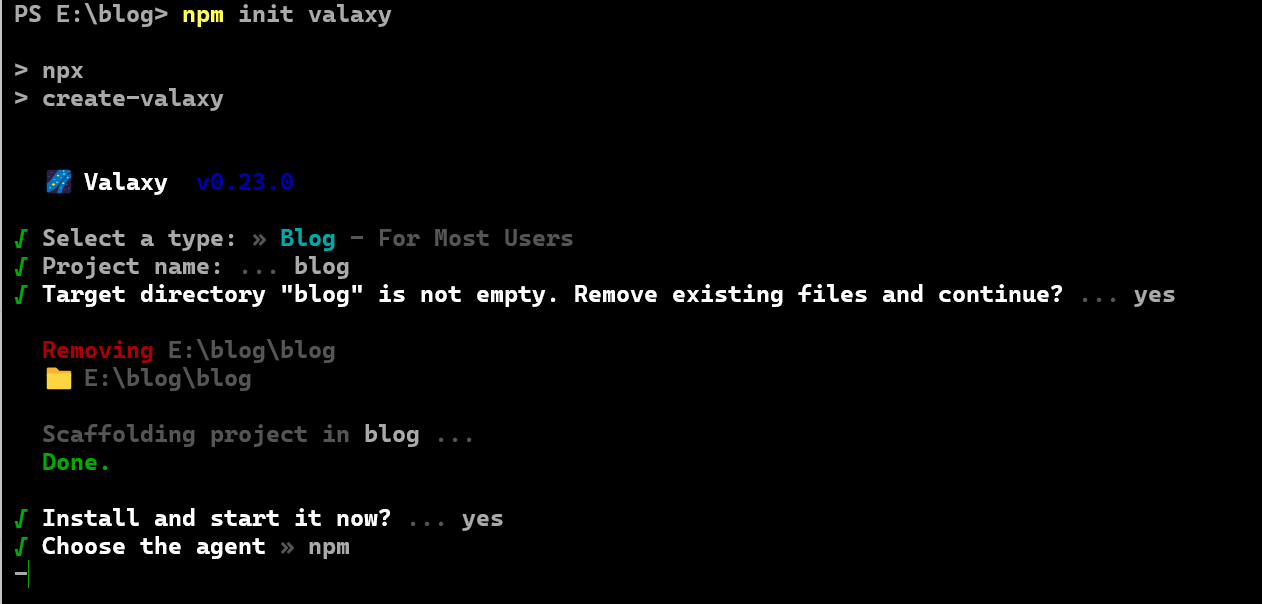 PS E:\blog> npm init valaxy
> npx
> create-valaxy
Valaxy v0.23.0
√ Select a type: » Blog - For Most Users
√ Project name: ... blog
√ Target directory "blog" is not empty. Remove existing files and continue? ... yes
Removing E:\blog\blog
E:\blog\blog
Scaffolding project in blog ...
Done.
√ Install and start it now? ... yes
√ Choose the agent » npm
-